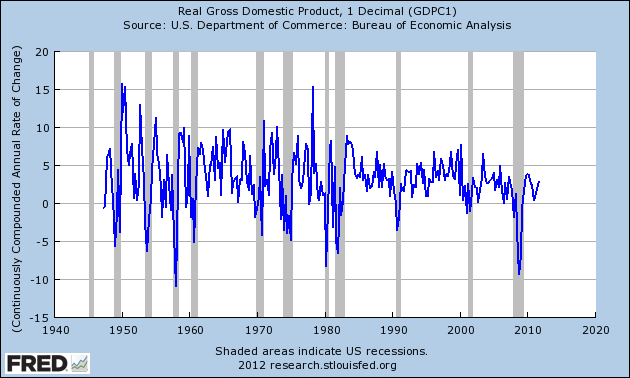 Real Gross Domestic Product, 1 Decimal (GDPC1)
Source: U.S. Department of Commerce: Bureau of Economic Analysis
(Continuously Compounded Annual Rate of Change)
20
15
10
5
0
-5
-10
-15
1940 1950 1960 1970 1980 1990 2000 2010 2020
Shaded areas indicate US recessions.
2012 research.stlouisfed.org
FRED